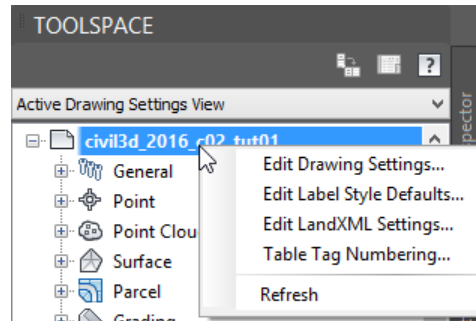 TOOLSPACE
?
Active Drawing Settings View
civil3d_2016_c02_tut01
General
Point
Point Clou
Surface
Parcel
Grading
Edit Drawing Settings...
Edit Label Style Defaults...
Edit LandXML Settings...
Table Tag Numbering...
Refresh